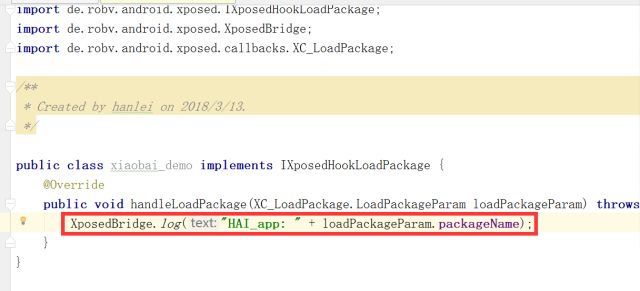 import de.robv.android.xposed.IXposedHookLoadPackage;
import de.robv.android.xposed.XposedBridge;
import de.robv.android.xposed.callbacks.XC_LoadPackage;
/**
* Created by hanlei on 2018/3/13.
*/
public class xiaobai_demo implements IXposedHookLoadPackage {
@Override
public void handleLoadPackage(XC_LoadPackage.LoadPackageParam loadPackageParam) throws
XposedBridge.log( text: "HAI_app: " + loadPackageParam.packageName);
}
}